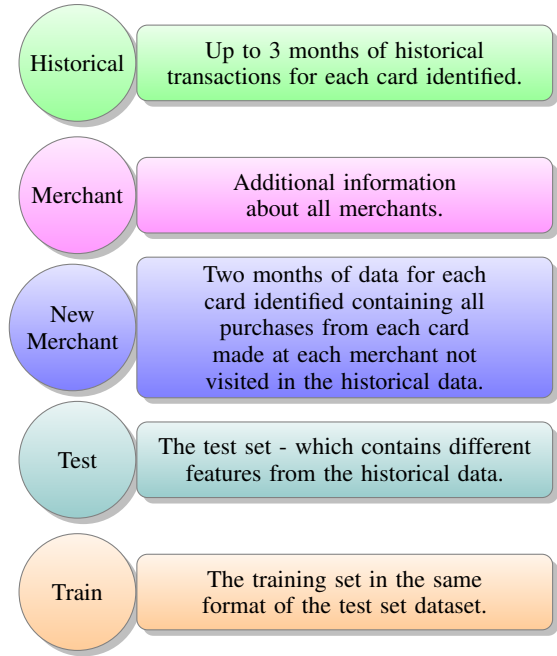 Historical
Up to 3 months of historical
transactions for each card identified.
Merchant
Additional information
about all merchants.
New
Merchant
Two months of data for each
card identified containing all
purchases from each card
made at each merchant not
visited in the historical data.
Test
The test set - which contains different
features from the historical data.
Train
The training set in the same
format of the test set dataset.